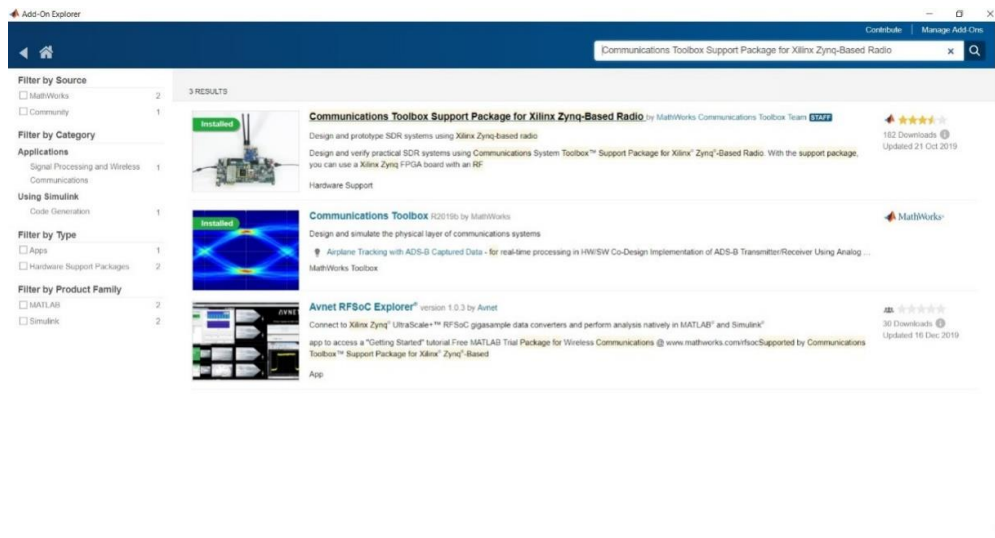 Add-On Explorer
Contribute | Manage Add-Ons
Communications Toolbox Support Package for Xilinx Zynq-Based Radio
Filter by Source
MathWorks 2
Community 1
Filter by Category
Applications
Signal Processing and Wireless Communications 1
Using Simulink
Code Generation 1
Filter by Type
Apps 1
Hardware Support Packages 2
Filter by Product Family
MATLAB 2
Simulink 2
3 RESULTS
Installed
Communications Toolbox Support Package for Xilinx Zynq-Based Radio by MathWorks Communications Toolbox Team STAFF
Design and prototype SDR systems using Xilinx Zynq-based radio
Design and verify practical SDR systems using Communications System Toolbox™ Support Package for Xilinx® Zynq®-Based Radio. With the support package,
you can use a Xilinx Zynq FPGA board with an RF
Hardware Support
182 Downloads
Updated 21 Oct 2019
Installed
Communications Toolbox R2019b by MathWorks
Design and simulate the physical layer of communications systems
Airplane Tracking with ADS-B Captured Data - for real-time processing in HW/SW Co-Design Implementation of ADS-B Transmitter/Receiver Using Analog ...
MathWorks Toolbox
MathWorks®
AVNET
Avnet RFSoC Explorer® version 1.0.3 by Avnet
Connect to Xilinx Zynq® UltraScale+™ RFSoC gigasample data converters and perform analysis natively in MATLAB® and Simulink®
app to access a "Getting Started" tutorial Free MATLAB Trial Package for Wireless Communications @ www.mathworks.com/rfsocSupported by Communications
Toolbox™ Support Package for Xilinx® Zynq®-Based
App
30 Downloads
Updated 16 Dec 2019